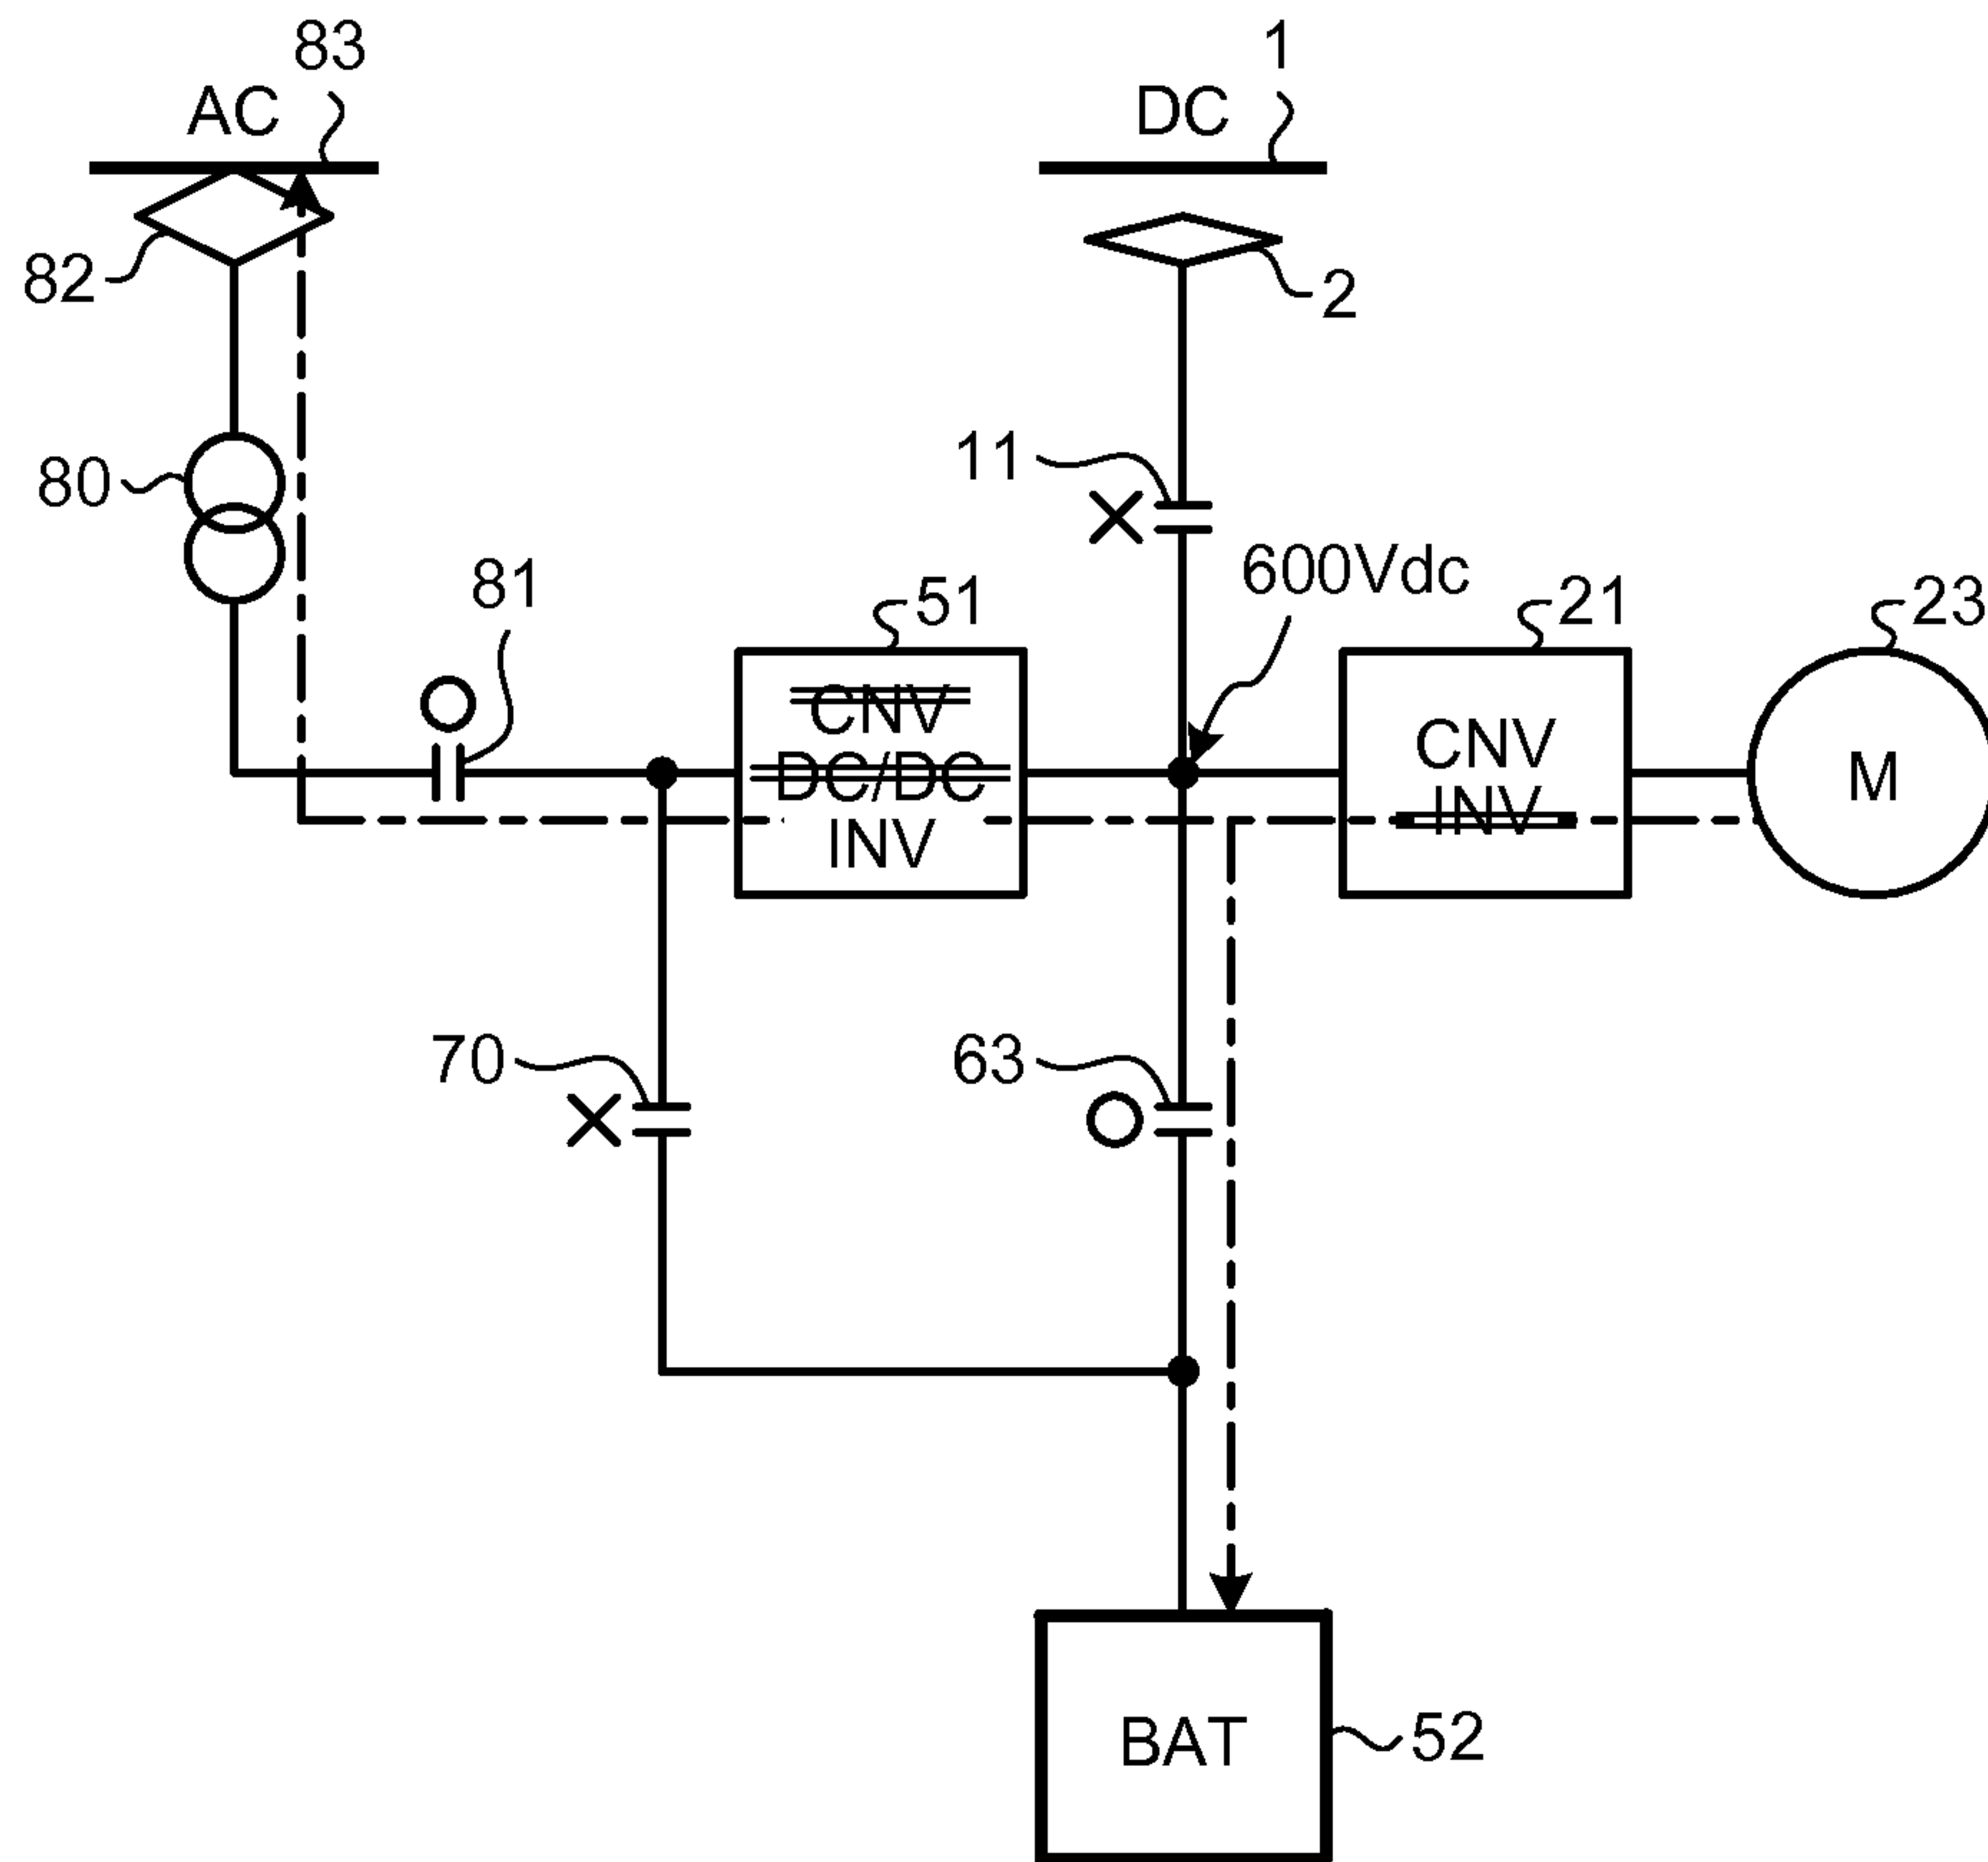 83
1
AC
DC
82
2
11
80
81
600Vdc
51
21
23
CNV
DC/DC
INV
CNV
INV
M
70
63
BAT
52